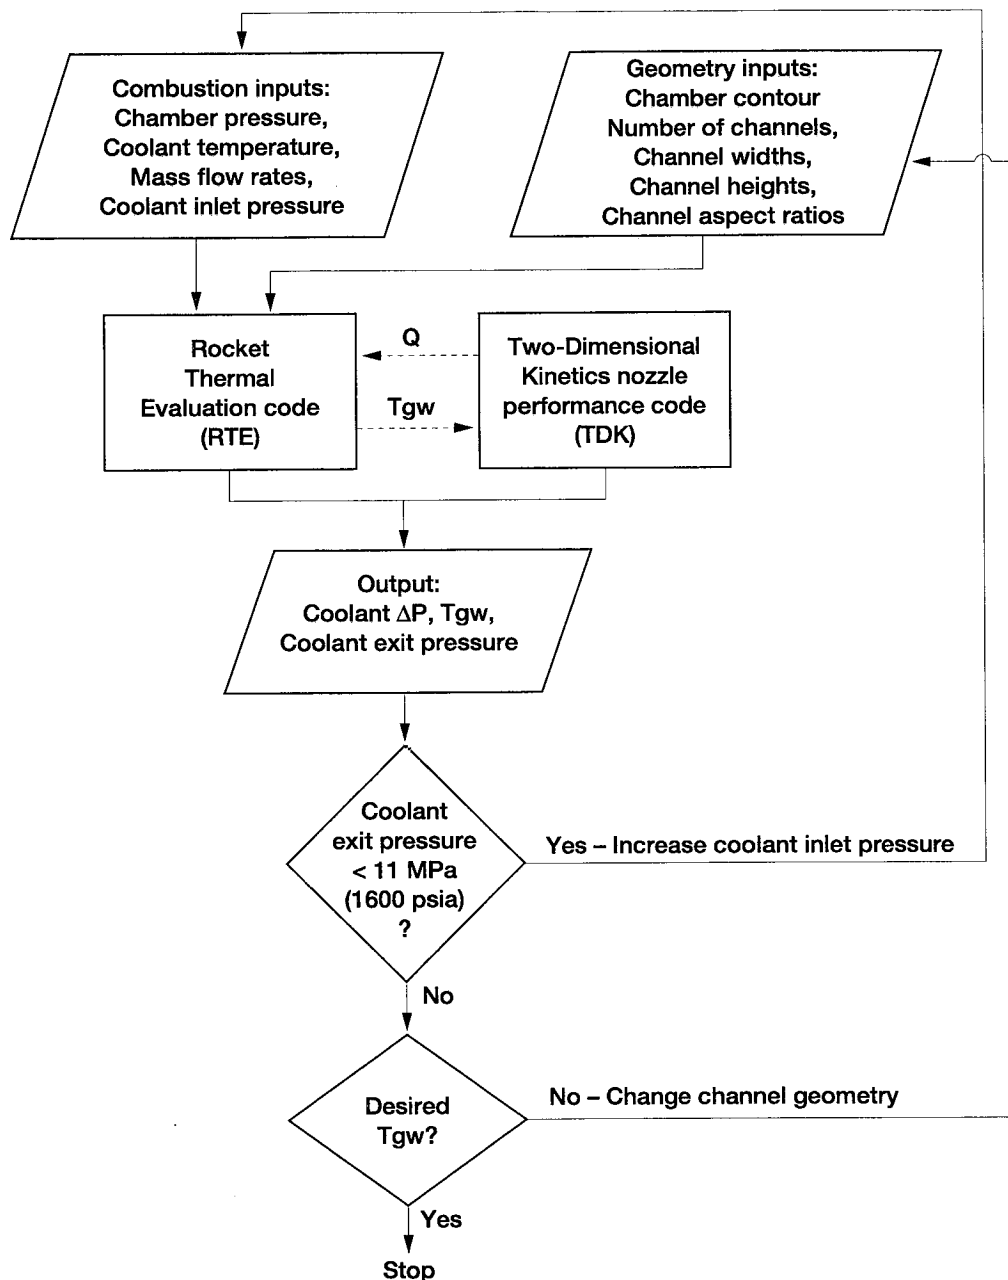 Combustion inputs:
Chamber pressure,
Coolant temperature,
Mass flow rates,
Coolant inlet pressure
Geometry inputs:
Chamber contour
Number of channels,
Channel widths,
Channel heights,
Channel aspect ratios
Rocket
Thermal
Evaluation code
(RTE)
Q
Tgw
Two-Dimensional
Kinetics nozzle
performance code
(TDK)
Output:
Coolant ΔP, Tgw,
Coolant exit pressure
Coolant
exit pressure
< 11 MPa
(1600 psia)
?
Yes – Increase coolant inlet pressure
No
Desired
Tgw?
No – Change channel geometry
Yes
Stop